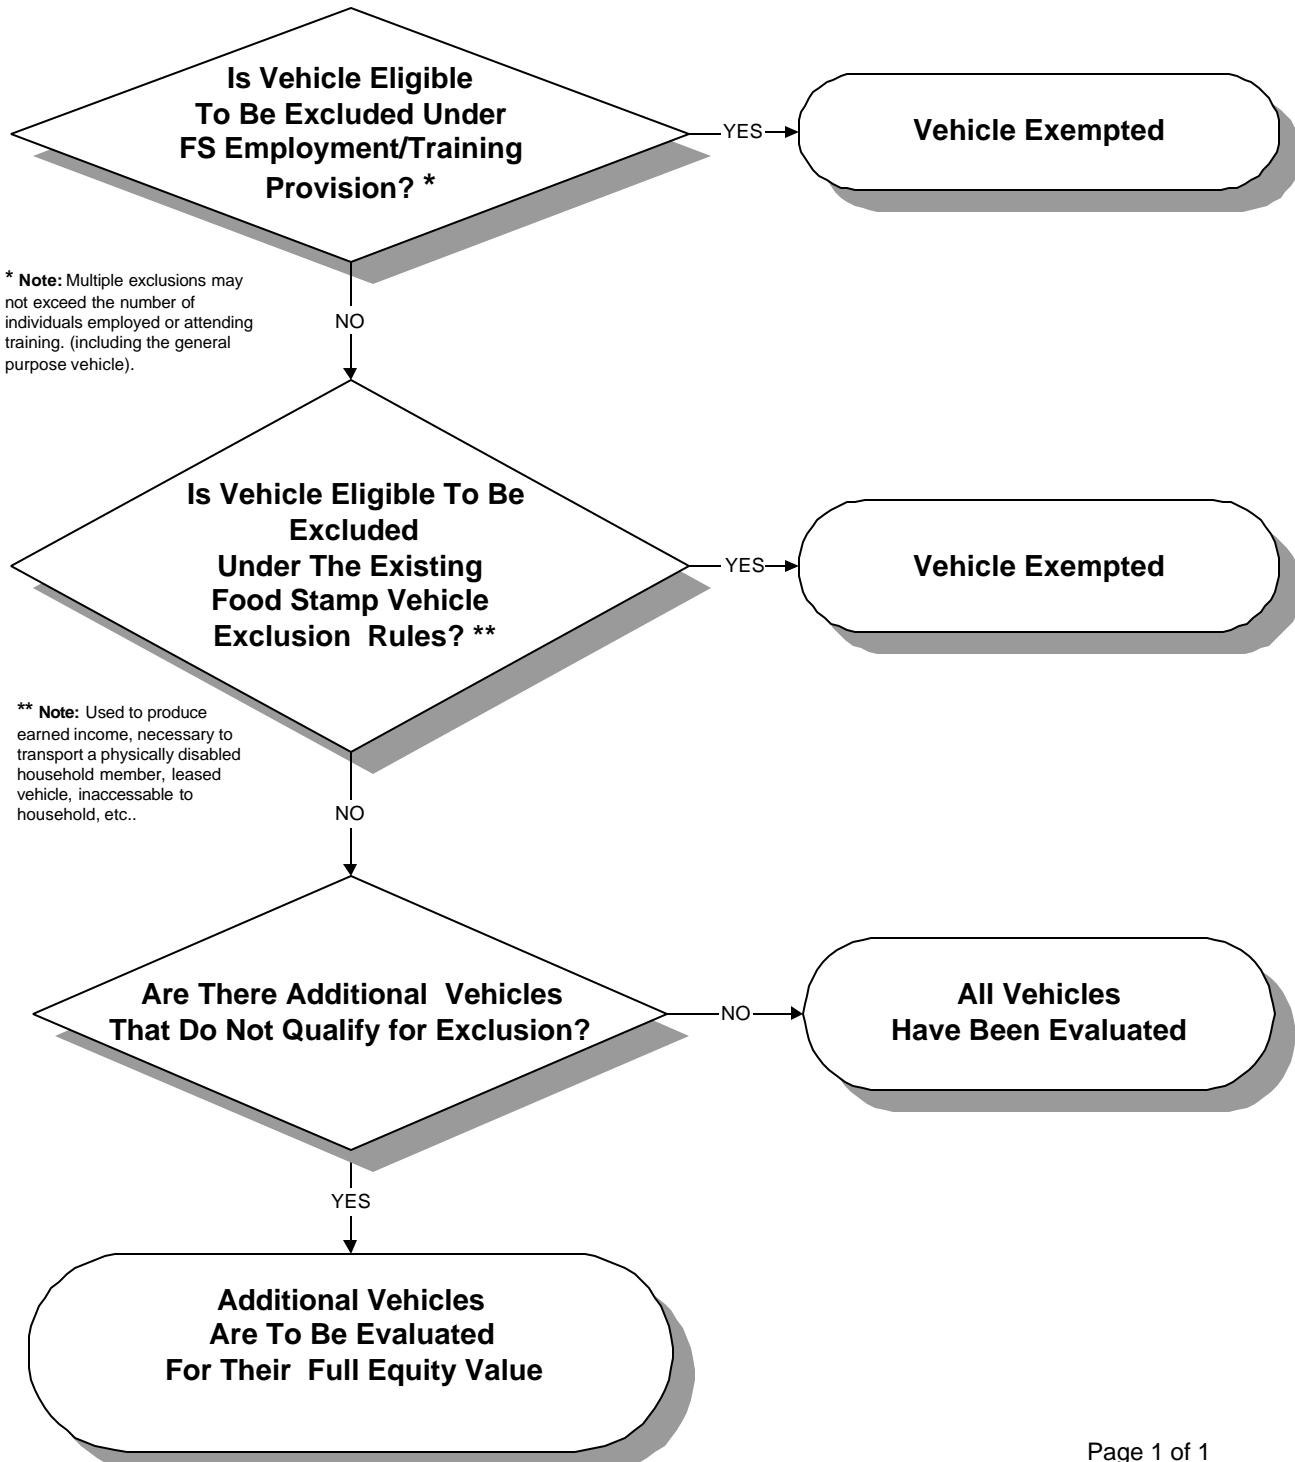 Is Vehicle Eligible
To Be Excluded Under
FS Employment/Training
Provision? *
YES
Vehicle Exempted
* Note: Multiple exclusions may
not exceed the number of
individuals employed or attending
training. (including the general
purpose vehicle).
NO
Is Vehicle Eligible To Be
Excluded
Under The Existing
Food Stamp Vehicle
Exclusion Rules? **
YES
Vehicle Exempted
** Note: Used to produce
earned income, necessary to
transport a physically disabled
household member, leased
vehicle, inaccessable to
household, etc..
NO
Are There Additional Vehicles
That Do Not Qualify for Exclusion?
NO
All Vehicles
Have Been Evaluated
YES
Additional Vehicles
Are To Be Evaluated
For Their Full Equity Value
Page 1 of 1